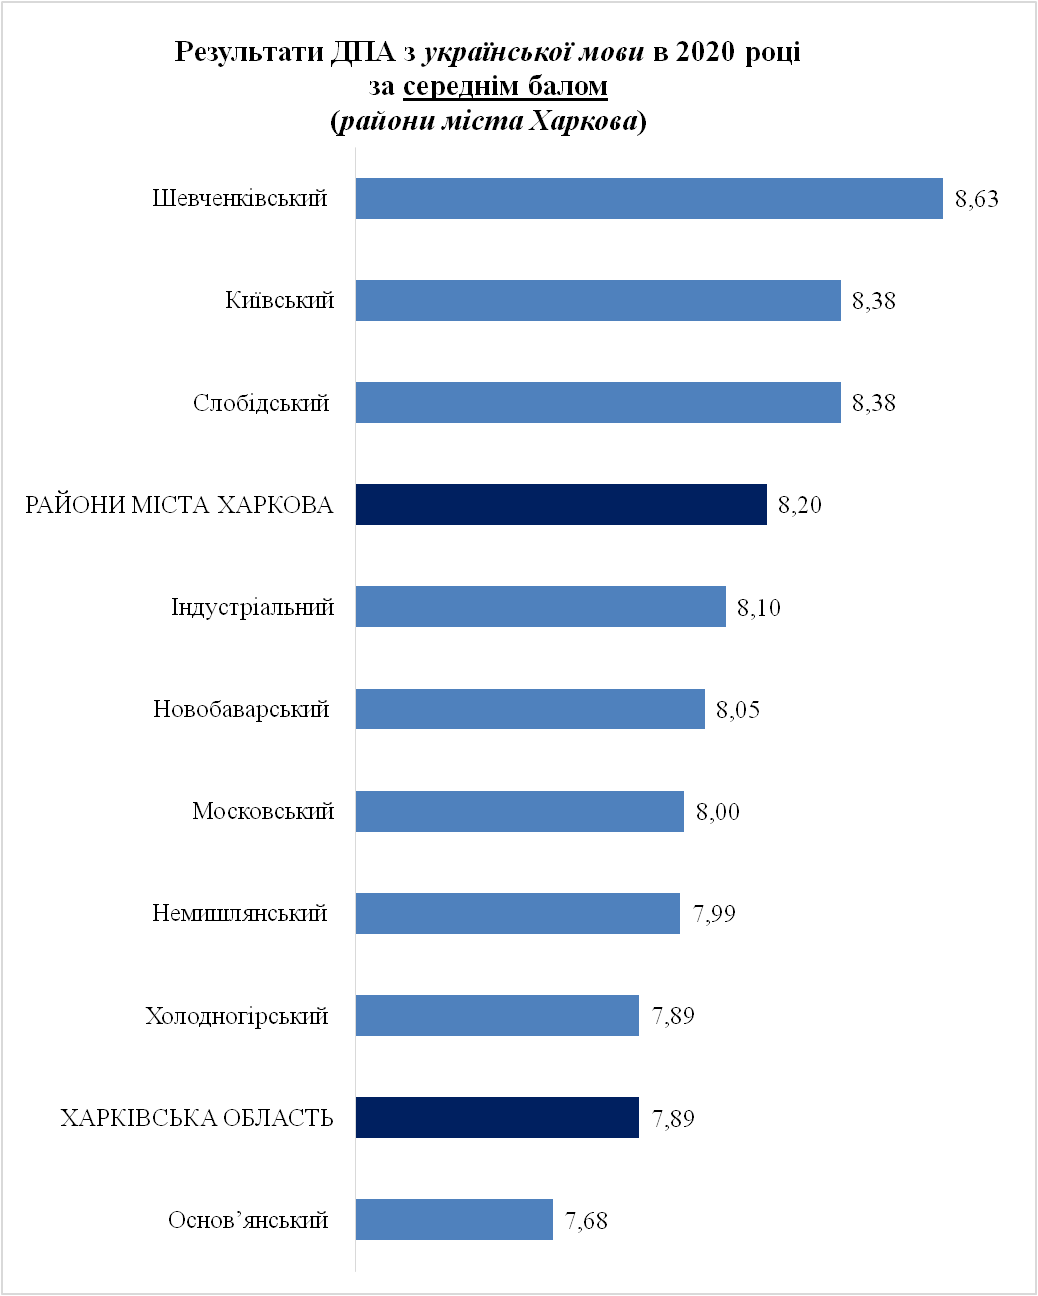 Результати ДПА з української мови в 2020 році
за середнім балом
(райони міста Харкова)
Шевченківський 8,63
Київський 8,38
Слобідський 8,38
РАЙОНИ МІСТА ХАРКОВА 8,20
Індустріальний 8,10
Новобаварський 8,05
Московський 8,00
Немишлянський 7,99
Холодногірський 7,89
ХАРКІВСЬКА ОБЛАСТЬ 7,89
Основ’янський 7,68